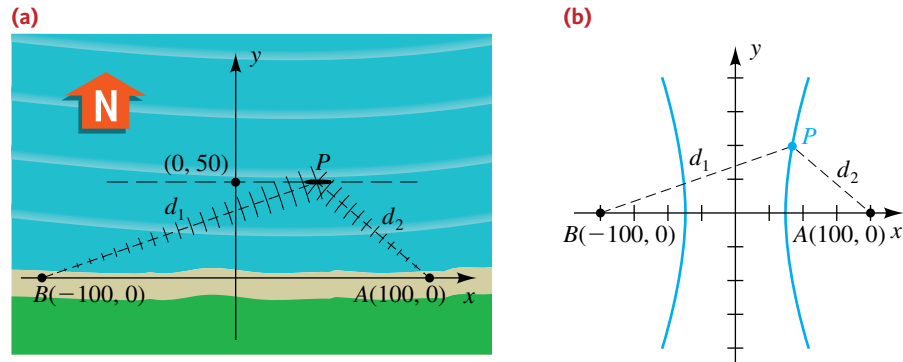 (a)
y
N
(0, 50)
P
d1
d2
B(−100, 0)
A(100, 0)
x
(b)
y
P
d1
d2
B(−100, 0)
A(100, 0)
x